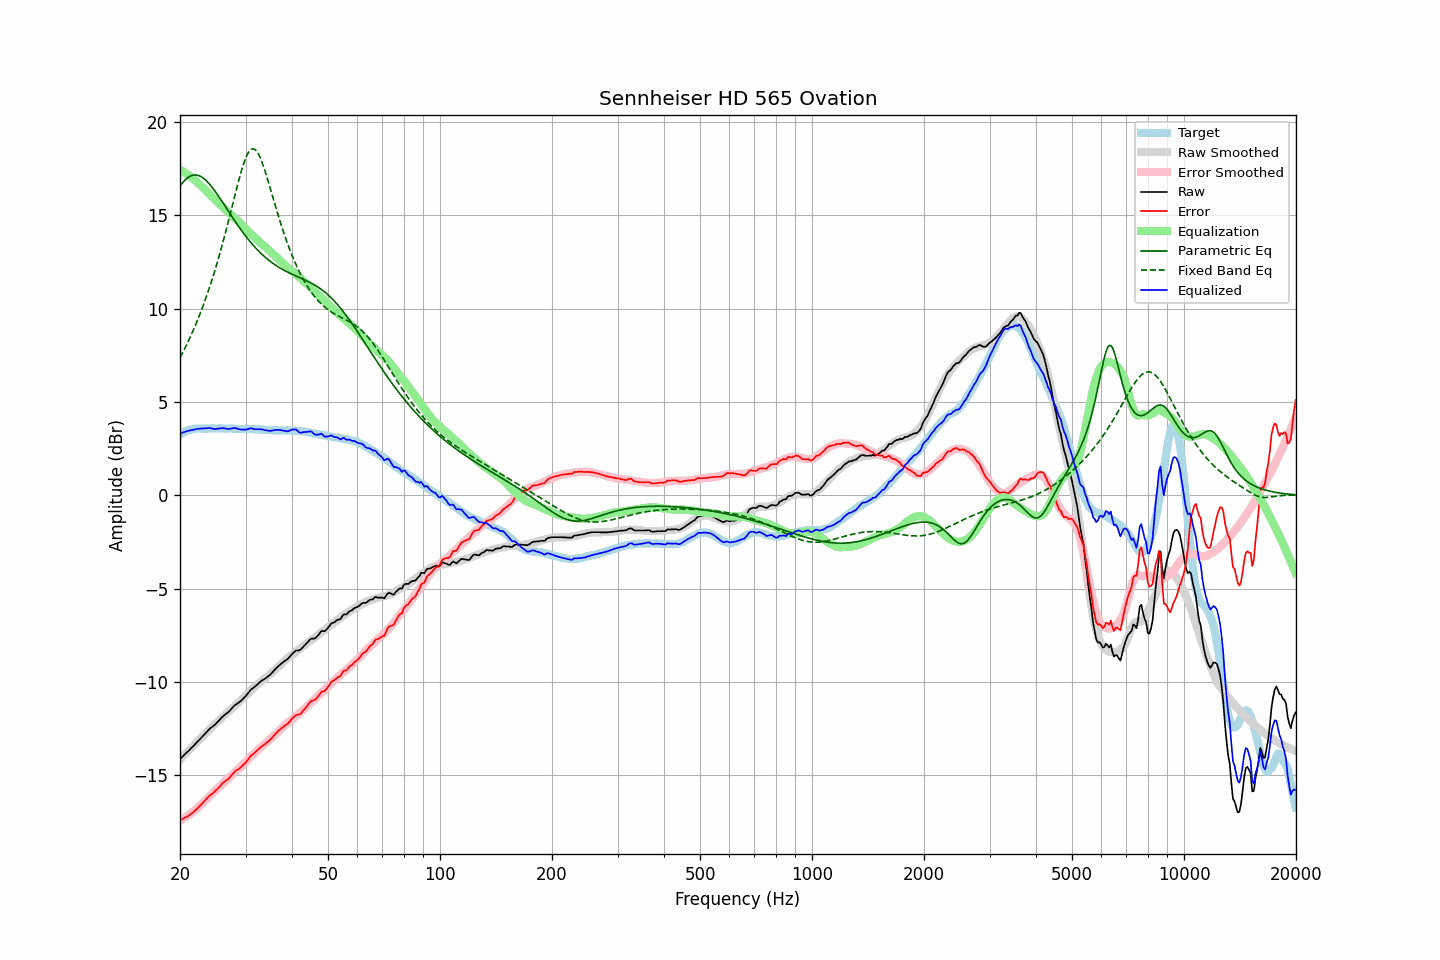 Sennheiser HD 565 Ovation
Target
Raw Smoothed
Error Smoothed
Raw
Error
Equalization
Parametric Eq
Fixed Band Eq
Equalized
Amplitude (dBr)
20
15
10
5
0
−5
−10
−15
20 50 100 200 500 1000 2000 5000 10000 20000
Frequency (Hz)